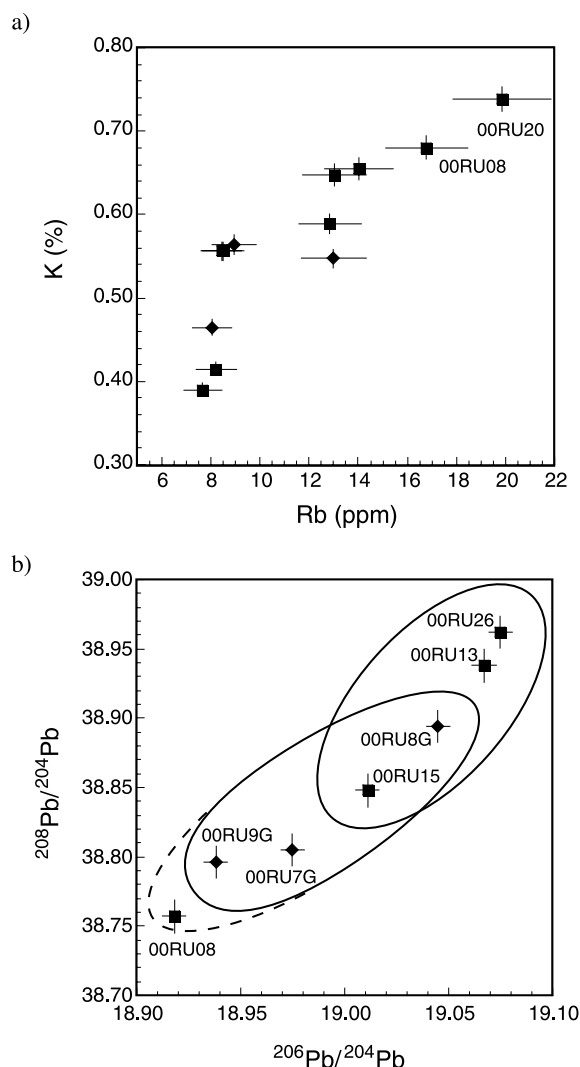 a)
0.80
0.70
0.60
0.50
0.40
0.30
K (%)
00RU20
00RU08
6 8 10 12 14 16 18 20 22
Rb (ppm)
b)
39.00
38.95
38.90
38.85
38.80
38.75
38.70
²⁰⁸Pb/²⁰⁴Pb
00RU26
00RU13
00RU8G
00RU15
00RU9G
00RU7G
00RU08
18.90 18.95 19.00 19.05 19.10
²⁰⁶Pb/²⁰⁴Pb